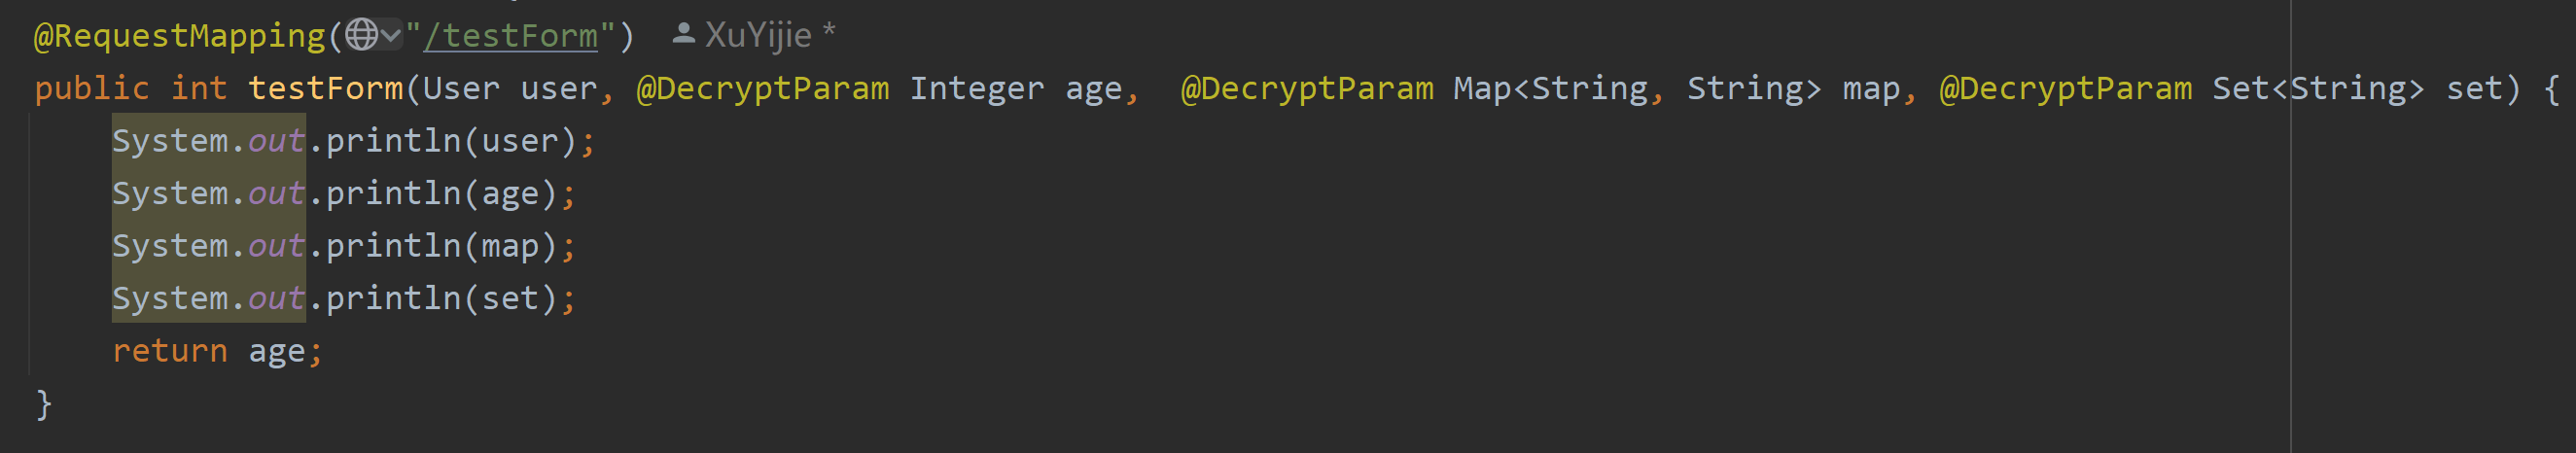 @RequestMapping("/testForm") XuYijie *
public int testForm(User user, @DecryptParam Integer age,  @DecryptParam Map<String, String> map, @DecryptParam Set<String> set) {
    System.out.println(user);
    System.out.println(age);
    System.out.println(map);
    System.out.println(set);
    return age;
}